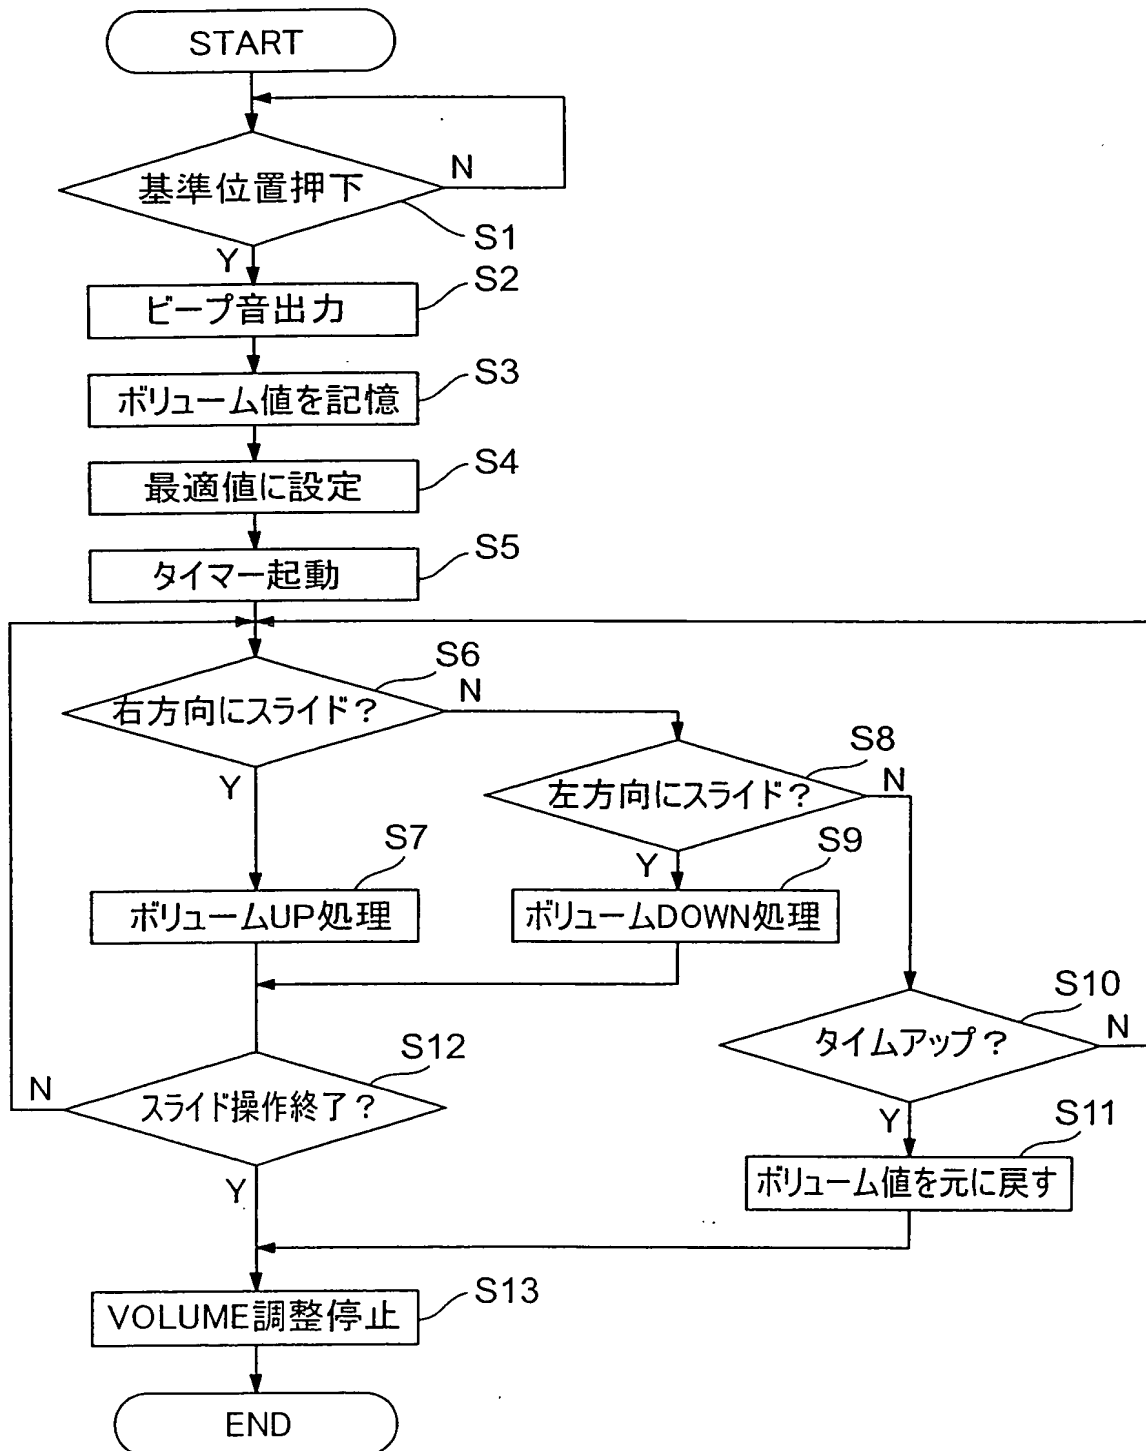 START
基準位置押下
N
S1
Y
S2
ビープ音出力
S3
ボリューム値を記憶
S4
最適値に設定
S5
タイマー起動
S6
右方向にスライド?
N
Y
S8
左方向にスライド?
N
Y
S7
ボリュームUP処理
S9
ボリュームDOWN処理
S10
タイムアップ?
N
Y
S12
スライド操作終了?
N
Y
S11
ボリューム値を元に戻す
S13
VOLUME調整停止
END